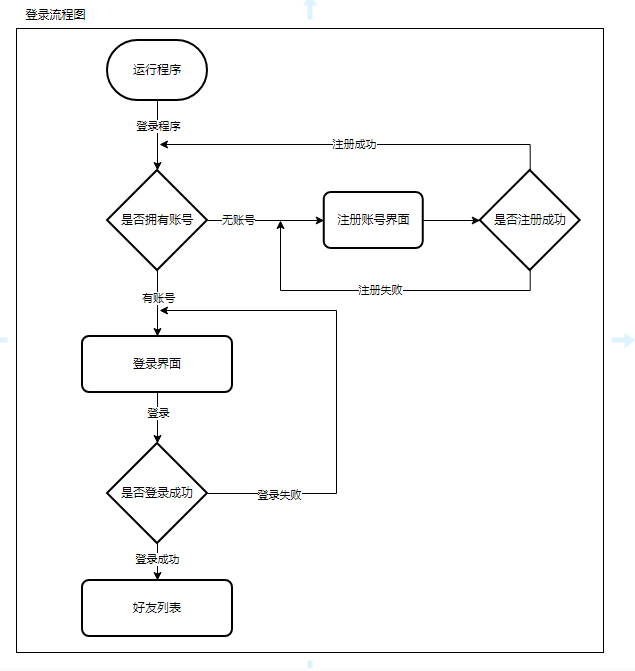 登录流程图
运行程序
登录程序
注册成功
是否拥有账号
无账号
注册账号界面
是否注册成功
注册失败
有账号
登录界面
登录
是否登录成功
登录失败
登录成功
好友列表